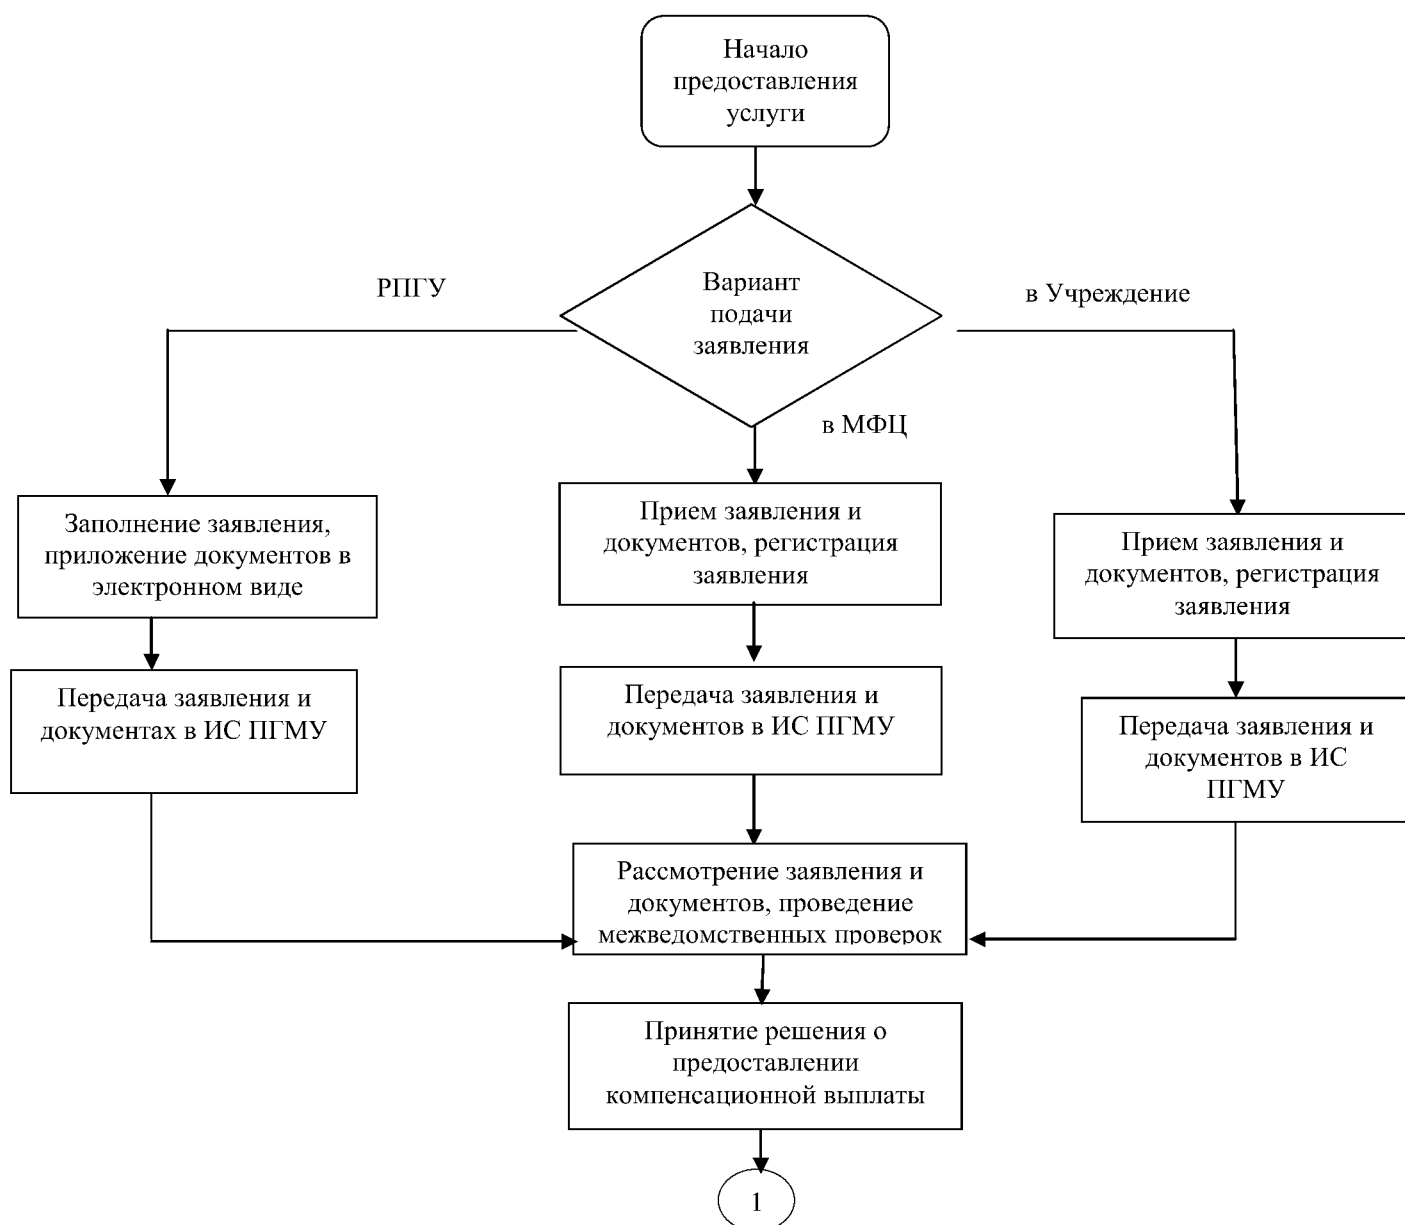 Начало
предоставления
услуги
РПГУ
Вариант
подачи
заявления
в Учреждение
в МФЦ
Заполнение заявления,
приложение документов в
электронном виде
Прием заявления и
документов, регистрация
заявления
Прием заявления и
документов, регистрация
заявления
Передача заявления и
документах в ИС ПГМУ
Передача заявления и
документов в ИС ПГМУ
Передача заявления и
документов в ИС
ПГМУ
Рассмотрение заявления и
документов, проведение
межведомственных проверок
Принятие решения о
предоставлении
компенсационной выплаты
1